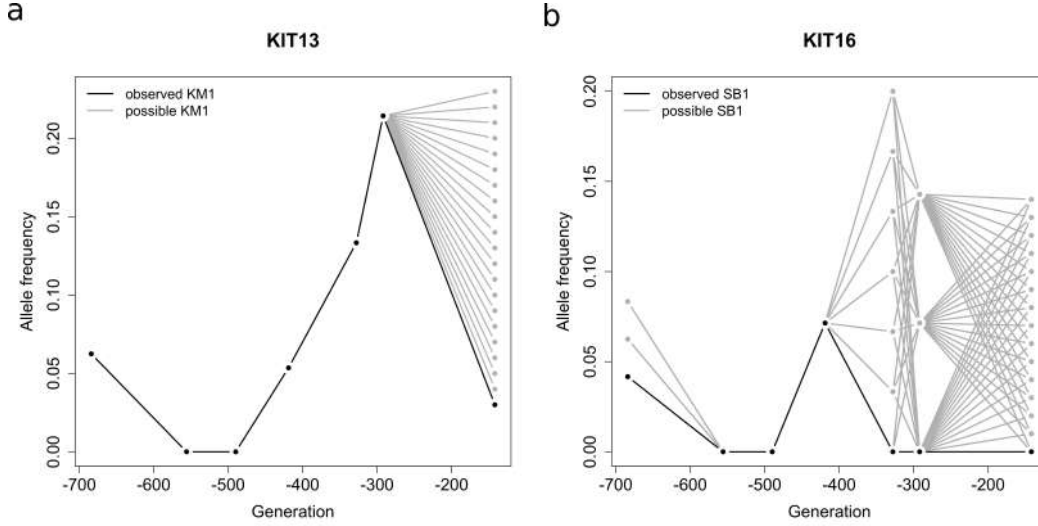 a
KIT13
observed KM1
possible KM1
0.20
0.15
0.10
0.05
0.00
Allele frequency
-700 -600 -500 -400 -300 -200
Generation
b
KIT16
observed SB1
possible SB1
0.20
0.15
0.10
0.05
0.00
Allele frequency
-700 -600 -500 -400 -300 -200
Generation